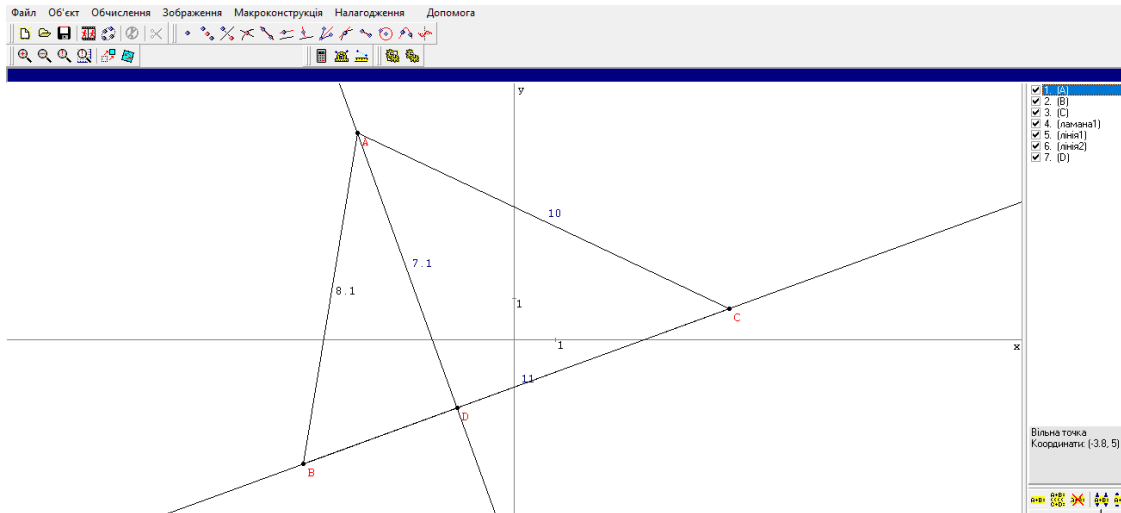 Файл Об'єкт Обчислення Зображення Макроконструкція Налагодження Допомога
y
A
10
7.1
8.1
1
C
1
x
11
D
B
1. (A)
2. (B)
3. (C)
4. (ламана1)
5. (лінія1)
6. (лінія2)
7. (D)
Вільна точка
Координати: (-3.8, 5)